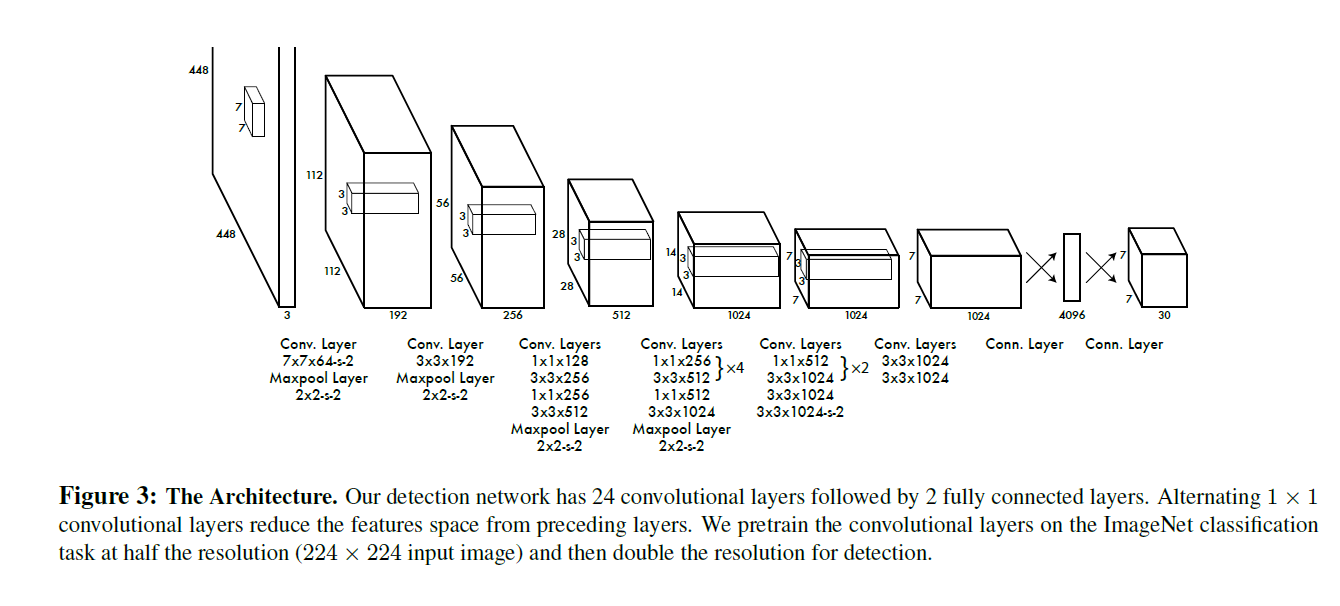 448
7
7
448
3
112
3
3
112
192
56
3
3
56
256
28
3
3
28
512
14
3
3
14
1024
7
3
3
7
1024
7
7
1024
4096
7
7
30
Conv. Layer
7x7x64-s-2
Maxpool Layer
2x2-s-2
Conv. Layer
3x3x192
Maxpool Layer
2x2-s-2
Conv. Layers
1x1x128
3x3x256
1x1x256
3x3x512
Maxpool Layer
2x2-s-2
Conv. Layers
1x1x256
3x3x512
}×4
1x1x512
3x3x1024
Maxpool Layer
2x2-s-2
Conv. Layers
1x1x512
3x3x1024
}×2
3x3x1024
3x3x1024-s-2
Conv. Layers
3x3x1024
3x3x1024
Conn. Layer
Conn. Layer
Figure 3: The Architecture. Our detection network has 24 convolutional layers followed by 2 fully connected layers. Alternating 1 × 1
convolutional layers reduce the features space from preceding layers. We pretrain the convolutional layers on the ImageNet classification
task at half the resolution (224 × 224 input image) and then double the resolution for detection.